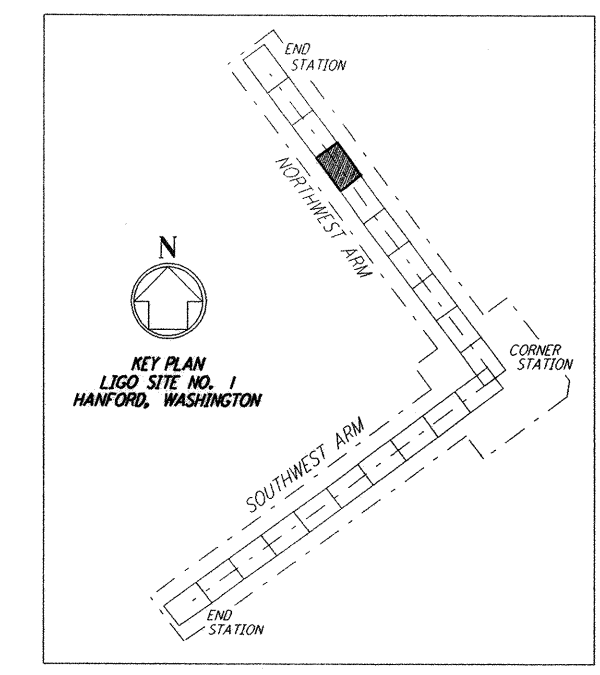 END
STATION
NORTHWEST ARM
N
KEY PLAN
LIGO SITE NO. 1
HANFORD, WASHINGTON
CORNER
STATION
SOUTHWEST ARM
END
STATION